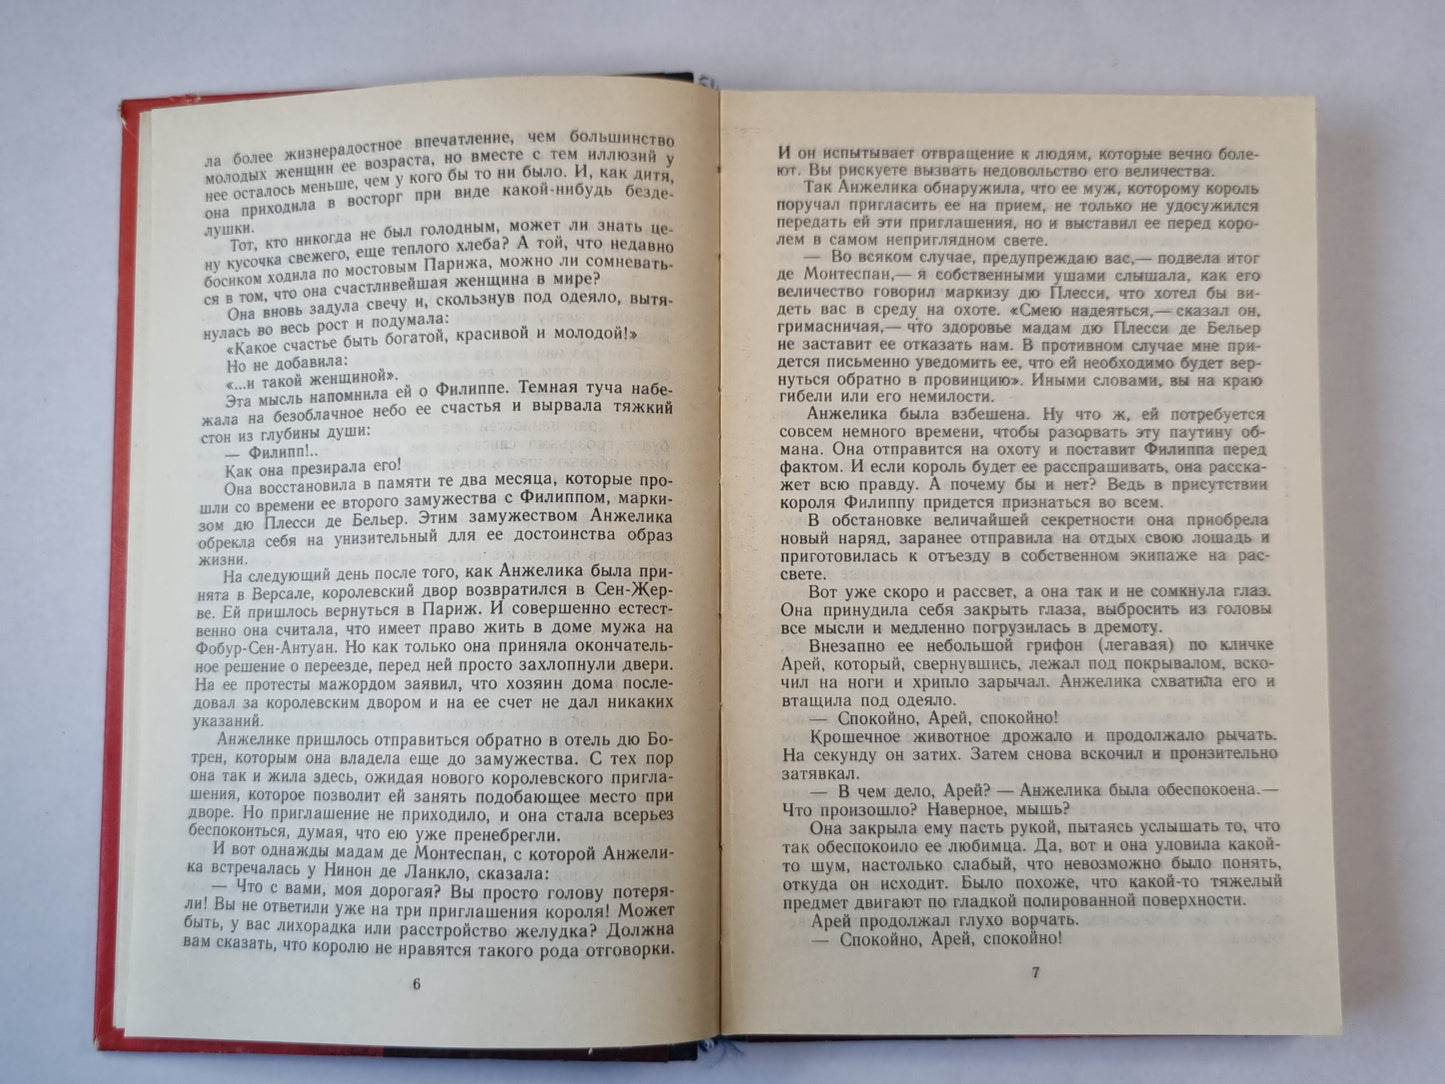 ла более жизнерадостное впечатление, чем большинство
молодых женщин ее возраста, но вместе с тем иллюзий у
нее осталось меньше, чем у кого бы то ни было. И, как дитя,
она приходила в восторг при виде какой-нибудь безде-
лушки.
Тот, кто никогда не был голодным, может ли знать це-
ну кусочка свежего, еще теплого хлеба? А той, что недавно
босиком ходила по мостовым Парижа, можно ли сомневать-
ся в том, что она счастливейшая женщина в мире?
Она вновь задула свечу и, скользнув под одеяло, вытя-
нулась во весь рост и подумала:
«Какое счастье быть богатой, красивой и молодой!»
Но не добавила:
«...и такой женщиной».
Эта мысль напомнила ей о Филиппе. Темная туча набе-
жала на безоблачное небо ее счастья и вырвала тяжкий
стон из глубины души:
— Филипп!..
Как она презирала его!
Она восстановила в памяти те два месяца, которые про-
шли со времени ее второго замужества с Филиппом, марки-
зом дю Плесси де Бельер. Этим замужеством Анжелика
обрекла себя на унизительный для ее достоинства образ
жизни.
На следующий день после того, как Анжелика была при-
нята в Версале, королевский двор возвратился в Сен-Жер-
ве. Ей пришлось вернуться в Париж. И совершенно естест-
венно она считала, что имеет право жить в доме мужа на
Фобур-Сен-Антуан. Но как только она приняла окончатель-
ное решение о переезде, перед ней просто захлопнули двери.
На ее протесты мажордом заявил, что хозяин дома после-
довал за королевским двором и на ее счет не дал никаких
указаний.
Анжелике пришлось отправиться обратно в отель дю Бо-
трен, которым она владела еще до замужества. С тех пор
она так и жила здесь, ожидая нового королевского пригла-
шения, которое позволит ей занять подобающее место при
дворе. Но приглашение не приходило, и она стала всерьез
беспокоиться, думая, что ею уже пренебрегли.
И вот однажды мадам де Монтеспан, с которой Анжели-
ка встречалась у Нинон де Ланкло, сказала:
— Что с вами, моя дорогая? Вы просто голову потеря-
ли! Вы не ответили уже на три приглашения короля! Может
быть, у вас лихорадка или расстройство желудка? Должна
вам сказать, что королю не нравятся такого рода отговорки.
6
И он испытывает отвращение к людям, которые вечно боле-
ют. Вы рискуете вызвать недовольство его величества.
Так Анжелика обнаружила, что ее муж, которому король
поручал пригласить ее на прием, не только не удосужился
передать ей эти приглашения, но и выставил ее перед коро-
лем в самом неприглядном свете.
— Во всяком случае, предупреждаю вас,— подвела итог
де Монтеспан,— я собственными ушами слышала, как его
величество говорил маркизу дю Плесси, что хотел бы ви-
деть вас в среду на охоте. «Смею надеяться,— сказал он,
гримасничая,— что здоровье мадам дю Плесси де Бельер
не заставит ее отказать нам. В противном случае мне при-
дется письменно уведомить ее, что ей необходимо будет вер-
нуться обратно в провинцию». Иными словами, вы на краю
гибели или его немилости.
Анжелика была взбешена. Ну что ж, ей потребуется
совсем немного времени, чтобы разорвать эту паутину об-
мана. Она отправится на охоту и поставит Филиппа перед
фактом. И если король будет ее расспрашивать, она расска-
жет всю правду. А почему бы и нет? Ведь в присутствии
короля Филиппу придется признаться во всем.
В обстановке величайшей секретности она приобрела
новый наряд, заранее отправила на отдых свою лошадь и
приготовилась к отъезду в собственном экипаже на рас-
свете.
Вот уже скоро и рассвет, а она так и не сомкнула глаз.
Она принудила себя закрыть глаза, выбросить из головы
все мысли и медленно погрузилась в дремоту.
Внезапно ее небольшой грифон (легавая) по кличке
Арей, который, свернувшись, лежал под покрывалом, вско-
чил на ноги и хрипло зарычал. Анжелика схватила его и
втащила под одеяло.
— Спокойно, Арей, спокойно!
Крошечное животное дрожало и продолжало рычать.
На секунду он затих. Затем снова вскочил и пронзительно
затявкал.
— В чем дело, Арей? — Анжелика была обеспокоена.—
Что произошло? Наверное, мышь?
Она закрыла ему пасть рукой, пытаясь услышать то, что
так обеспокоило ее любимца. Да, вот и она уловила какой-
то шум, настолько слабый, что невозможно было понять,
откуда он исходит. Было похоже, что какой-то тяжелый
предмет двигают по гладкой полированной поверхности.
Арей продолжал глухо ворчать.
— Спокойно, Арей, спокойно!
7